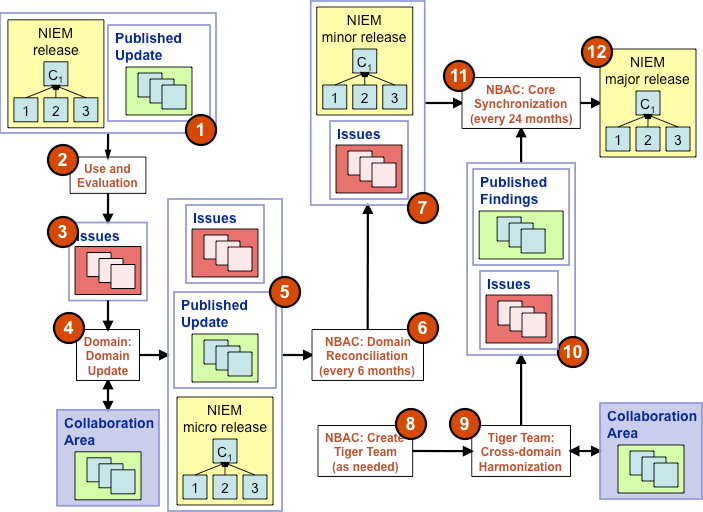 NIEM
release
C1
1 2 3
Published
Update
1
2
Use and
Evaluation
3
Issues
4
Domain:
Domain
Update
Collaboration
Area
Issues
5
Published
Update
NIEM
micro release
C1
1 2 3
NIEM
minor release
C1
1 2 3
Issues
7
6
NBAC: Domain
Reconciliation
(every 6 months)
8
NBAC: Create
Tiger Team
(as needed)
9
Tiger Team:
Cross-domain
Harmonization
Collaboration
Area
Published
Findings
Issues
10
11
NBAC: Core
Synchronization
(every 24 months)
12
NIEM
major release
C1
1 2 3